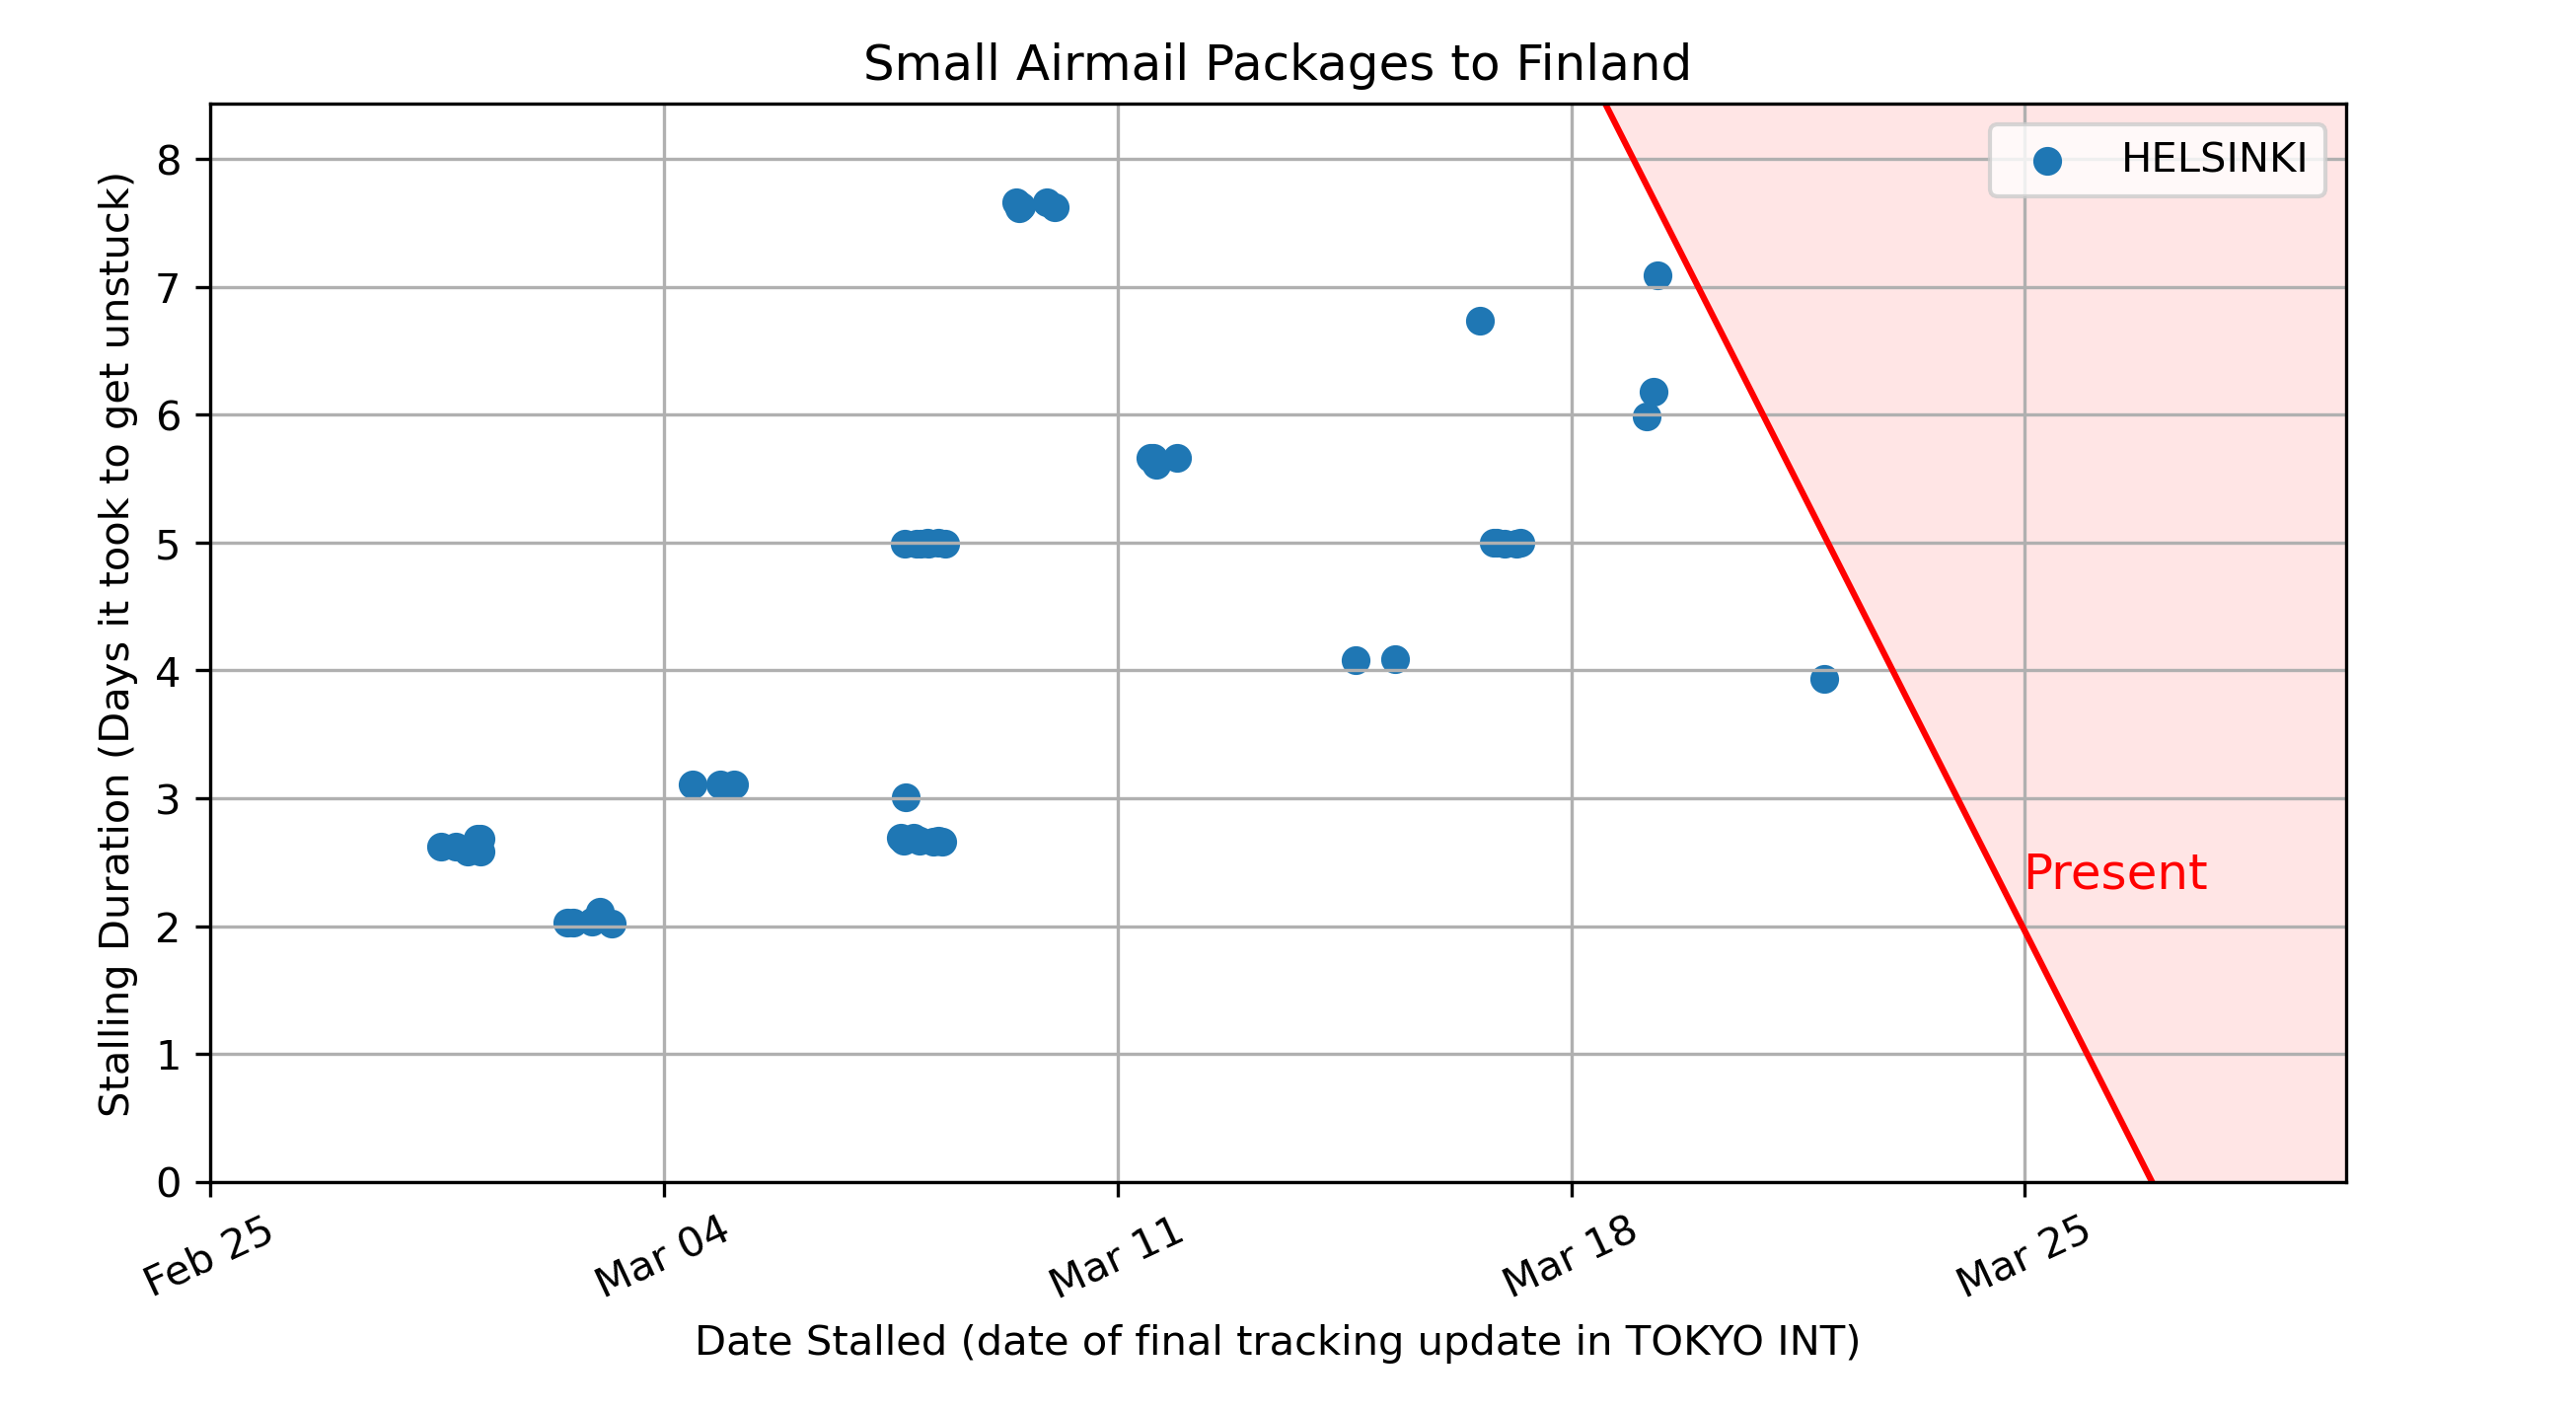 Small Airmail Packages to Finland
HELSINKI
Stalling Duration (Days it took to get unstuck)
8
7
6
5
4
3
2
1
0
Present
Feb 25
Mar 04
Mar 11
Mar 18
Mar 25
Date Stalled (date of final tracking update in TOKYO INT)